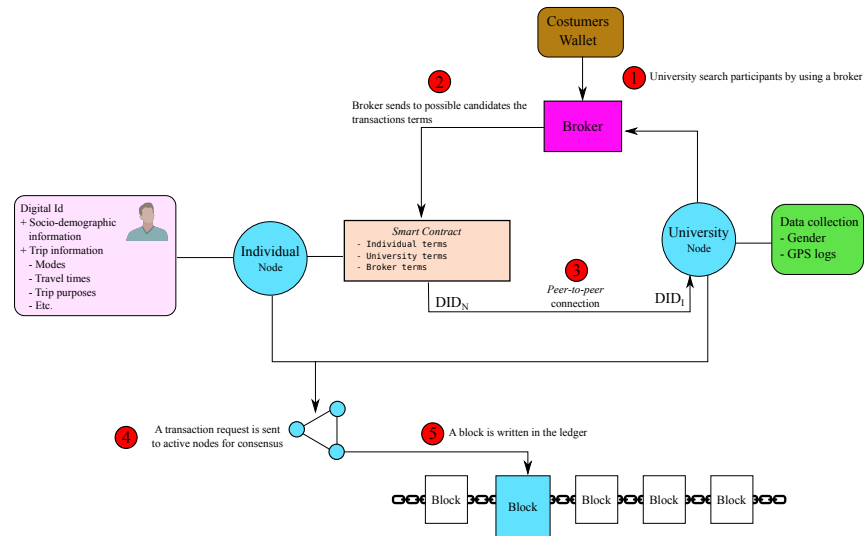 Costumers
Wallet
1
University search participants by using a broker
2
Broker sends to possible candidates the
transactions terms
Broker
Digital Id
+ Socio-demographic
information
+ Trip information
- Modes
- Travel times
- Trip purposes
- Etc.
Individual
Node
Smart Contract
- Individual terms
- University terms
- Broker terms
University
Node
Data collection
- Gender
- GPS logs
3
Peer-to-peer
connection
DIDN
DID1
4
A transaction request is sent
to active nodes for consensus
5
A block is written in the ledger
Block
Block
Block
Block
Block